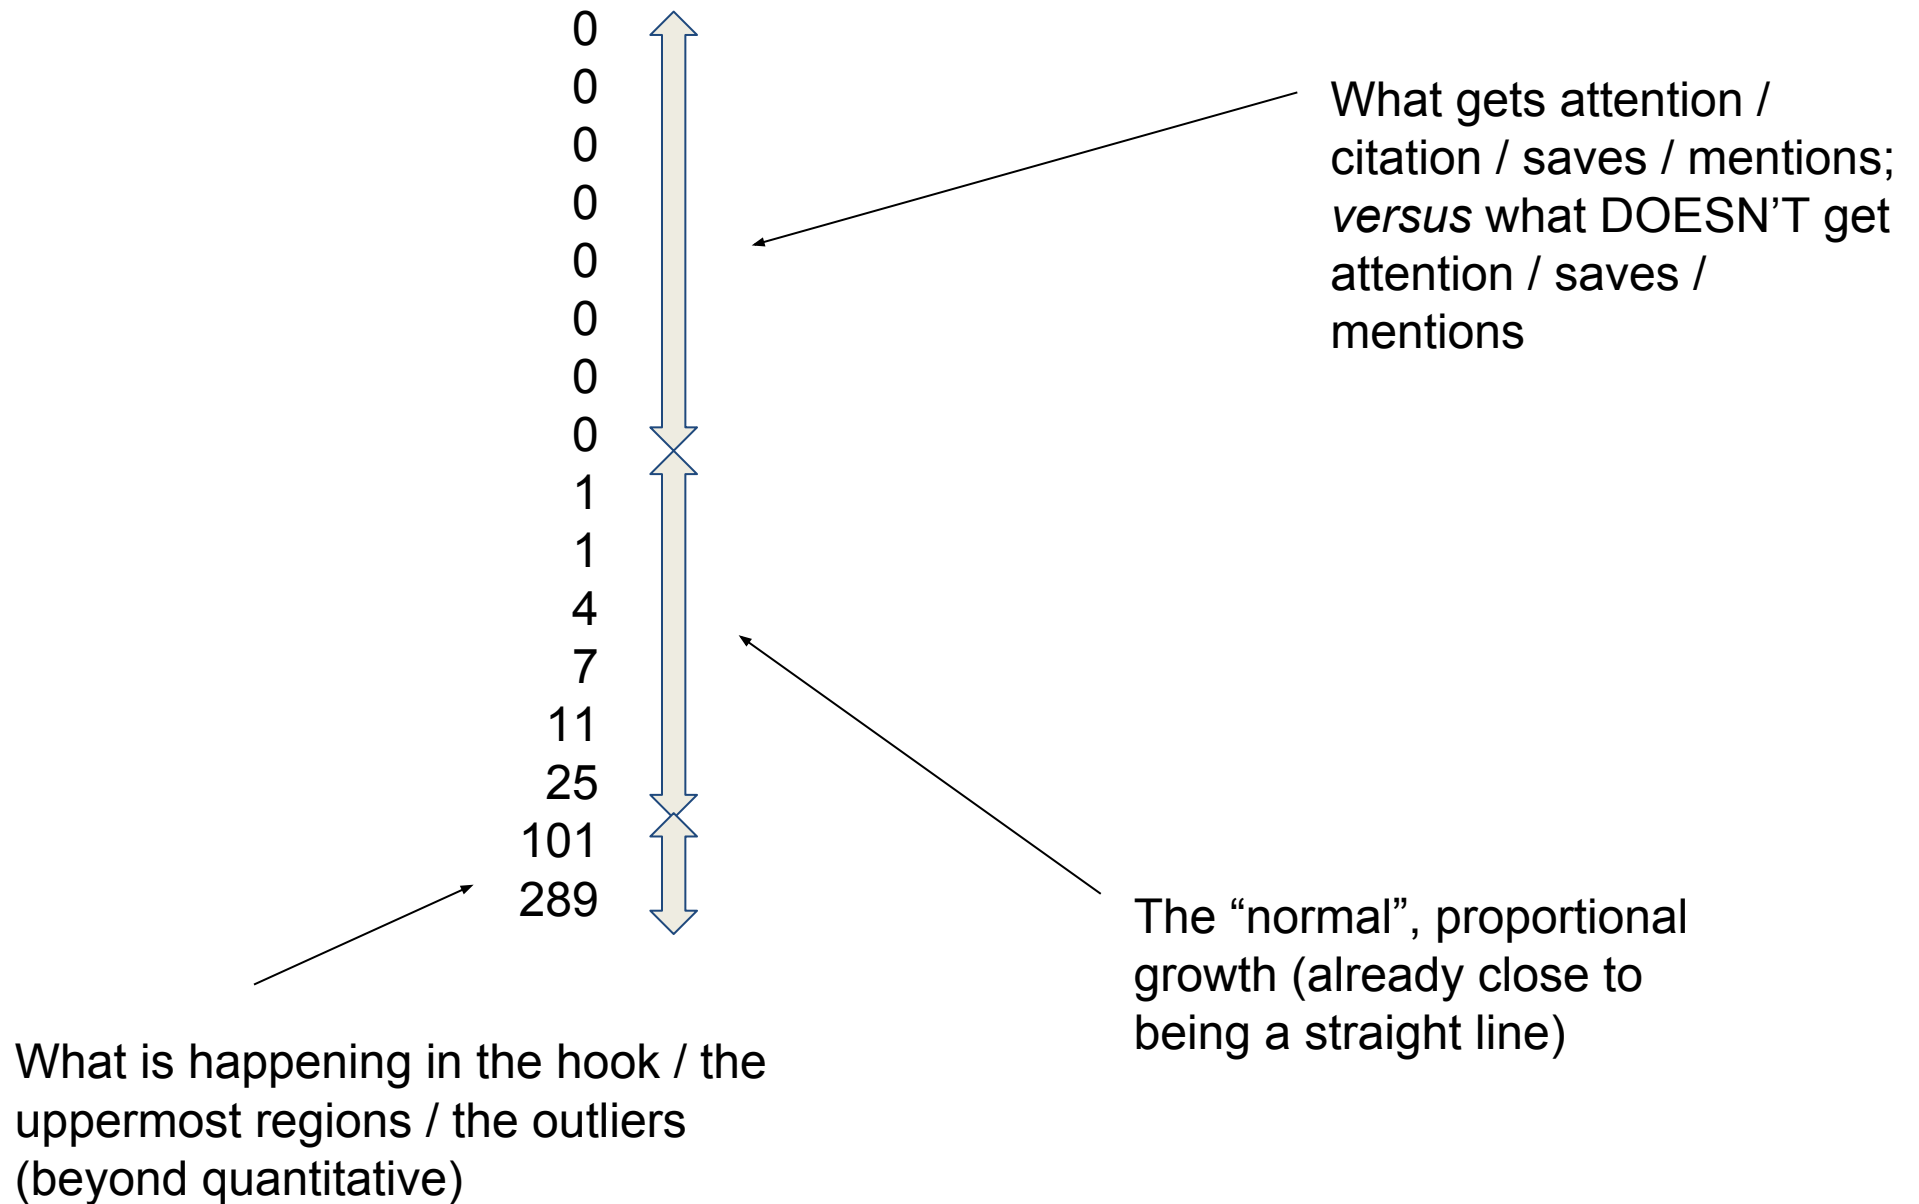 0
0
0
0
0
0
0
0
1
1
4
7
11
25
101
289
What gets attention /
citation / saves / mentions;
versus what DOESN’T get
attention / saves /
mentions
The “normal”, proportional
growth (already close to
being a straight line)
What is happening in the hook / the
uppermost regions / the outliers
(beyond quantitative)